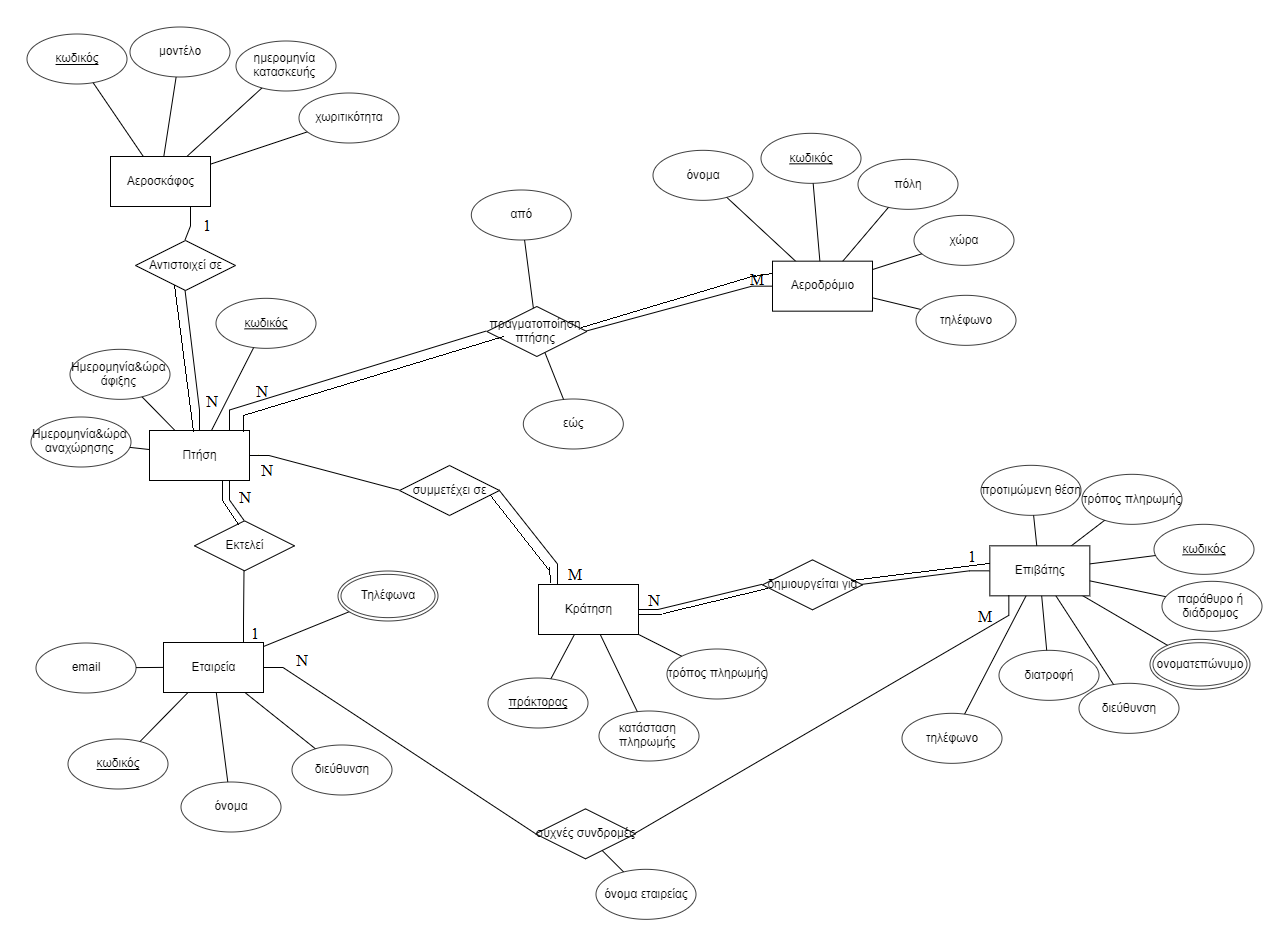 κωδικός
μοντέλο
ημερομηνία
κατασκευής
χωριτικότητα
Αεροσκάφος
1
Αντιστοιχεί σε
όνομα
κωδικός
πόλη
χώρα
τηλέφωνο
Αεροδρόμιο
M
από
πραγματοποίηση
πτήσης
εώς
N
κωδικός
Ημερομηνία&ώρα
άφιξης
Ημερομηνία&ώρα
αναχώρησης
N
Πτήση
N
N
συμμετέχει σε
M
Εκτελεί
1
Κράτηση
N
δημιουργείται για
1
προτιμώμενη θέση
τρόπος πληρωμής
κωδικός
Επιβάτης
παράθυρο ή
διάδρομος
ονοματεπώνυμο
M
διατροφή
διεύθυνση
τηλέφωνο
Τηλέφωνα
email
Εταιρεία
N
κωδικός
όνομα
διεύθυνση
πράκτορας
κατάσταση
πληρωμής
τρόπος πληρωμής
συχνές συνδρομές
όνομα εταιρείας